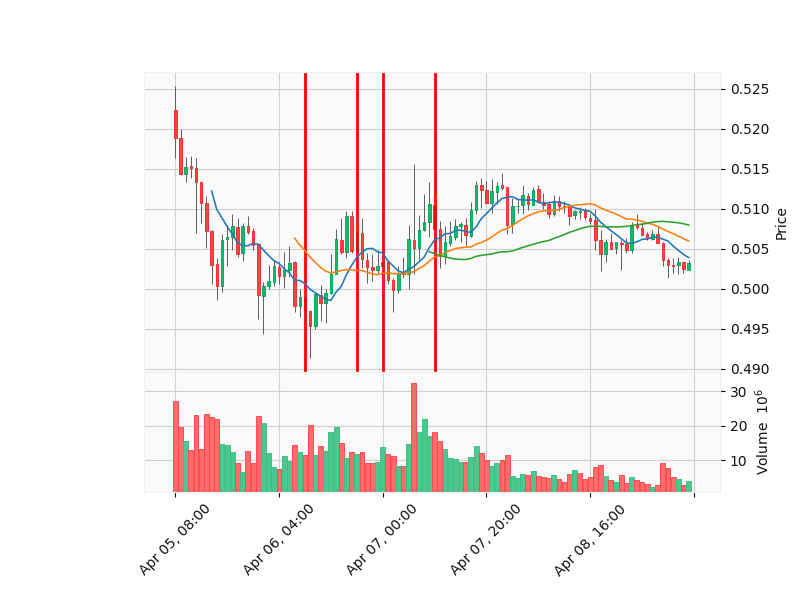 0.525
0.520
0.515
0.510
0.505
0.500
0.495
0.490
Price
30
20
10
Volume 10^6
Apr 05, 08:00
Apr 06, 04:00
Apr 07, 00:00
Apr 07, 20:00
Apr 08, 16:00